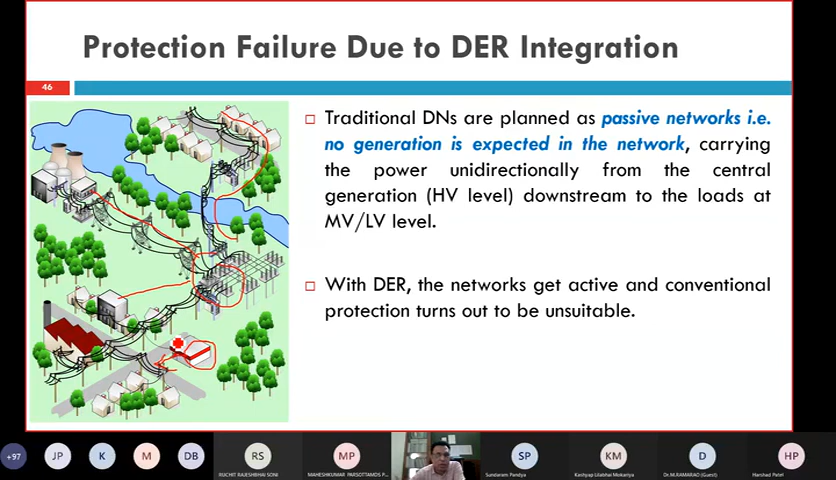 Protection Failure Due to DER Integration
46
Traditional DNs are planned as passive networks i.e.
no generation is expected in the network, carrying
the power unidirectionally from the central
generation (HV level) downstream to the loads at
MV/LV level.
With DER, the networks get active and conventional
protection turns out to be unsuitable.
+97
JP
K
M
DB
RS
MP
SP
KM
D
HP
RUCHIT RAJESHBHAI SONI
MAHESHKUMAR PARSOTTAMDS P...
Sundaram Pandya
Kashyap Lilabhai Mokariya
Dr.M.RAMARAO (Guest)
Harshad Patel